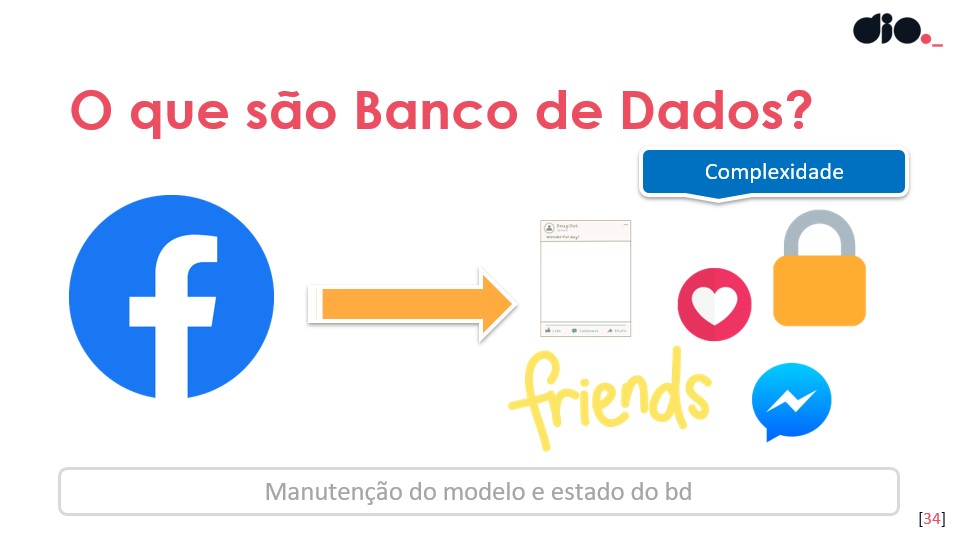 dio._
O que são Banco de Dados?
Complexidade
friends
Manutenção do modelo e estado do bd
[34]